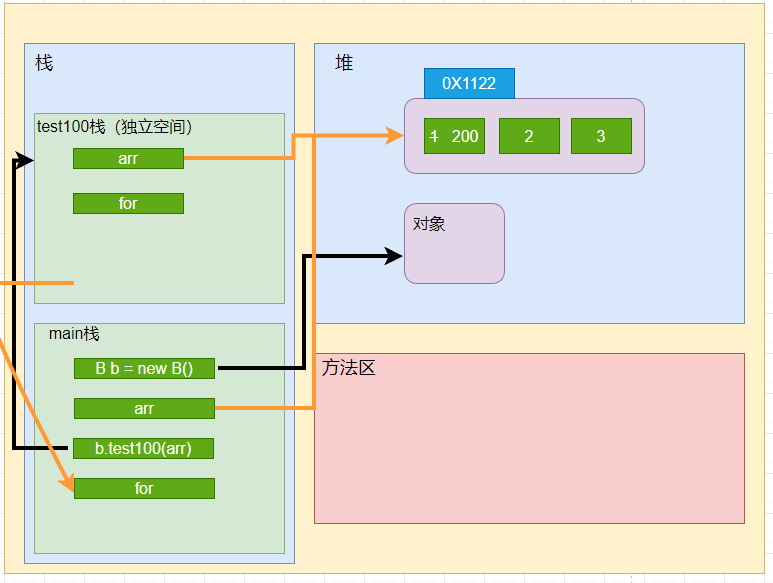 栈
test100栈（独立空间）
arr
for
main栈
B b = new B()
arr
b.test100(arr)
for
堆
0X1122
1 200
2
3
对象
方法区